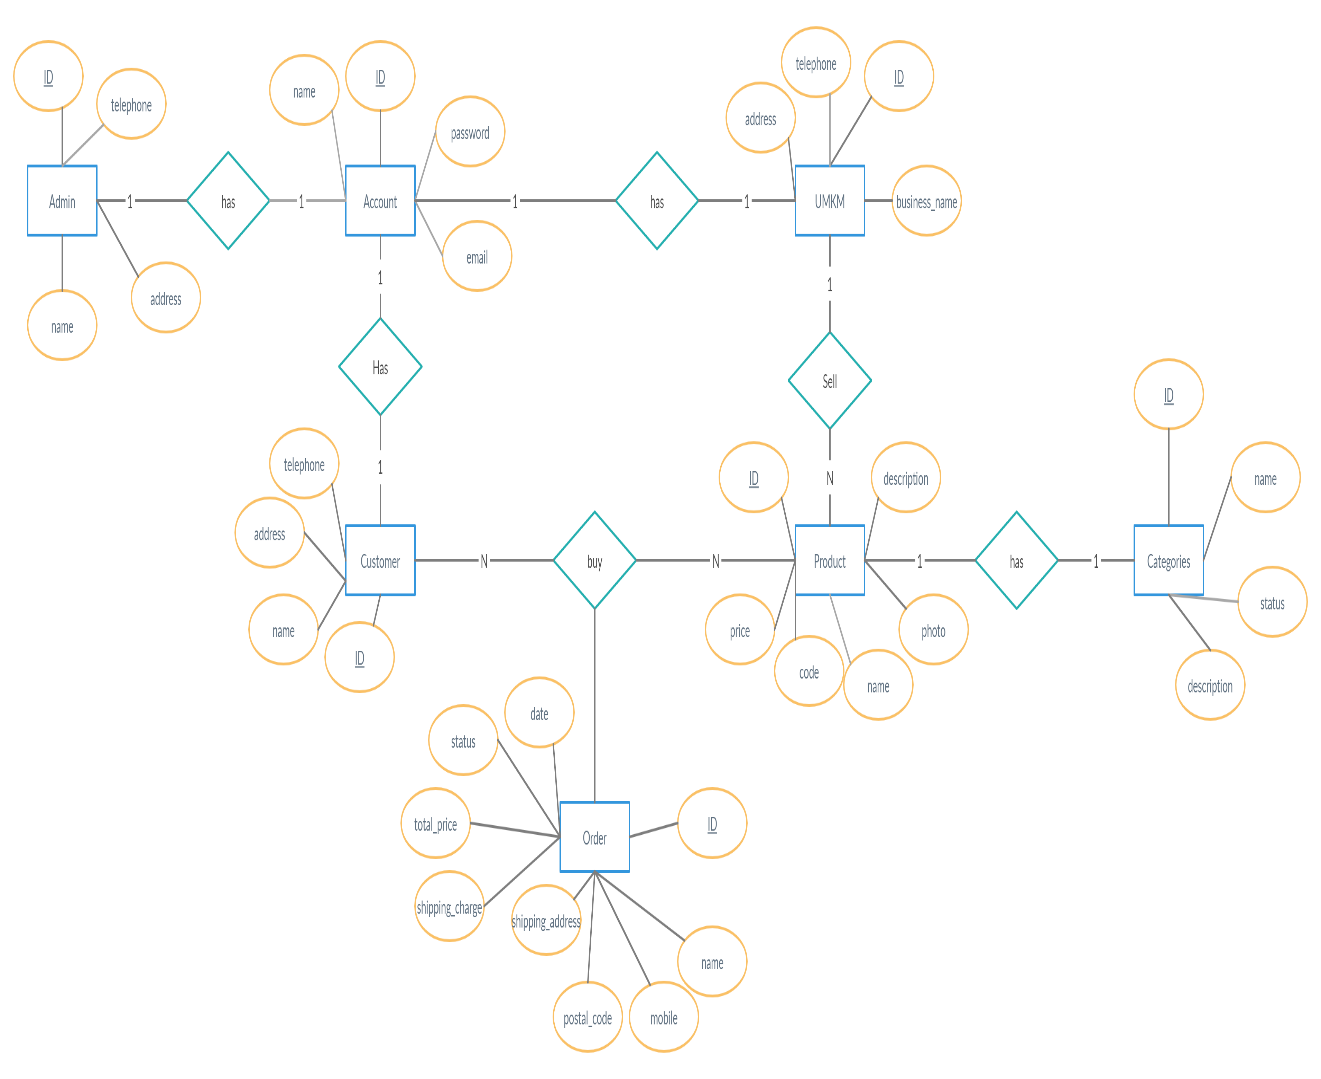 telephone
ID
ID
ID
name
telephone
address
password
Admin
1
has
1
Account
1
has
1
UMKM
business_name
email
1
1
address
name
Has
Sell
ID
telephone
1
ID
N
description
name
address
Customer
N
buy
N
Product
1
has
1
Categories
status
name
price
photo
ID
code
name
description
date
status
total_price
ID
Order
shipping_charge
shipping_address
name
postal_code
mobile